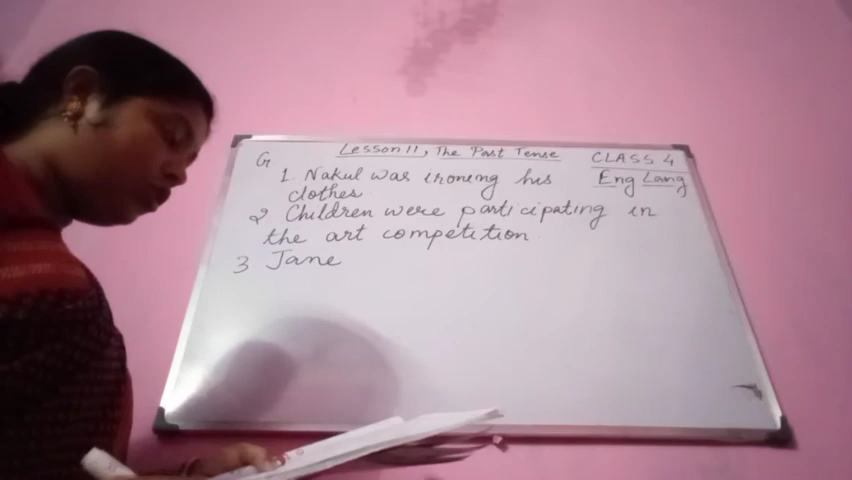 Lesson 11, The Past Tense
CLASS 4
Eng Lang
G
1. Nakul was ironing his
clothes.
2 Children were participating in
the art competition.
3 Jane